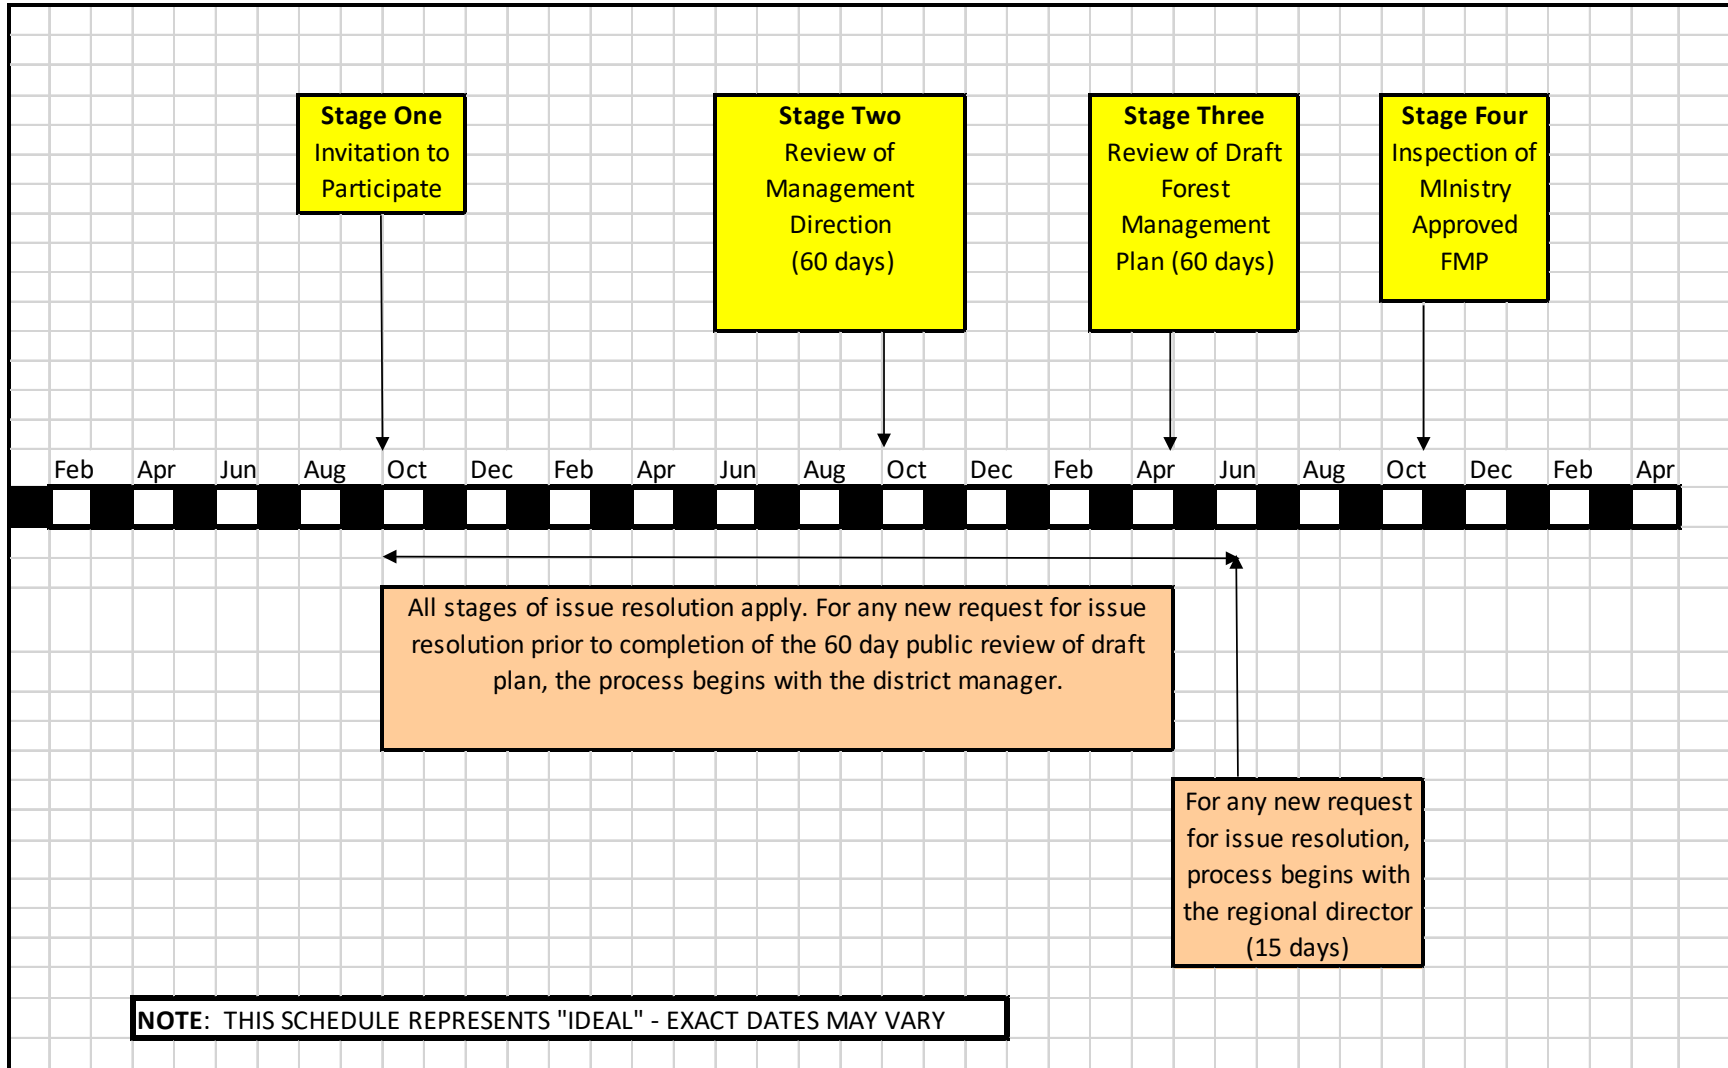 Stage One
Invitation to
Participate
Stage Two
Review of
Management
Direction
(60 days)
Stage Three
Review of Draft
Forest
Management
Plan (60 days)
Stage Four
Inspection of
MInistry
Approved
FMP
Feb Apr Jun Aug Oct Dec Feb Apr Jun Aug Oct Dec Feb Apr Jun Aug Oct Dec Feb Apr
All stages of issue resolution apply. For any new request for issue
resolution prior to completion of the 60 day public review of draft
plan, the process begins with the district manager.
For any new request
for issue resolution,
process begins with
the regional director
(15 days)
NOTE: THIS SCHEDULE REPRESENTS "IDEAL" - EXACT DATES MAY VARY